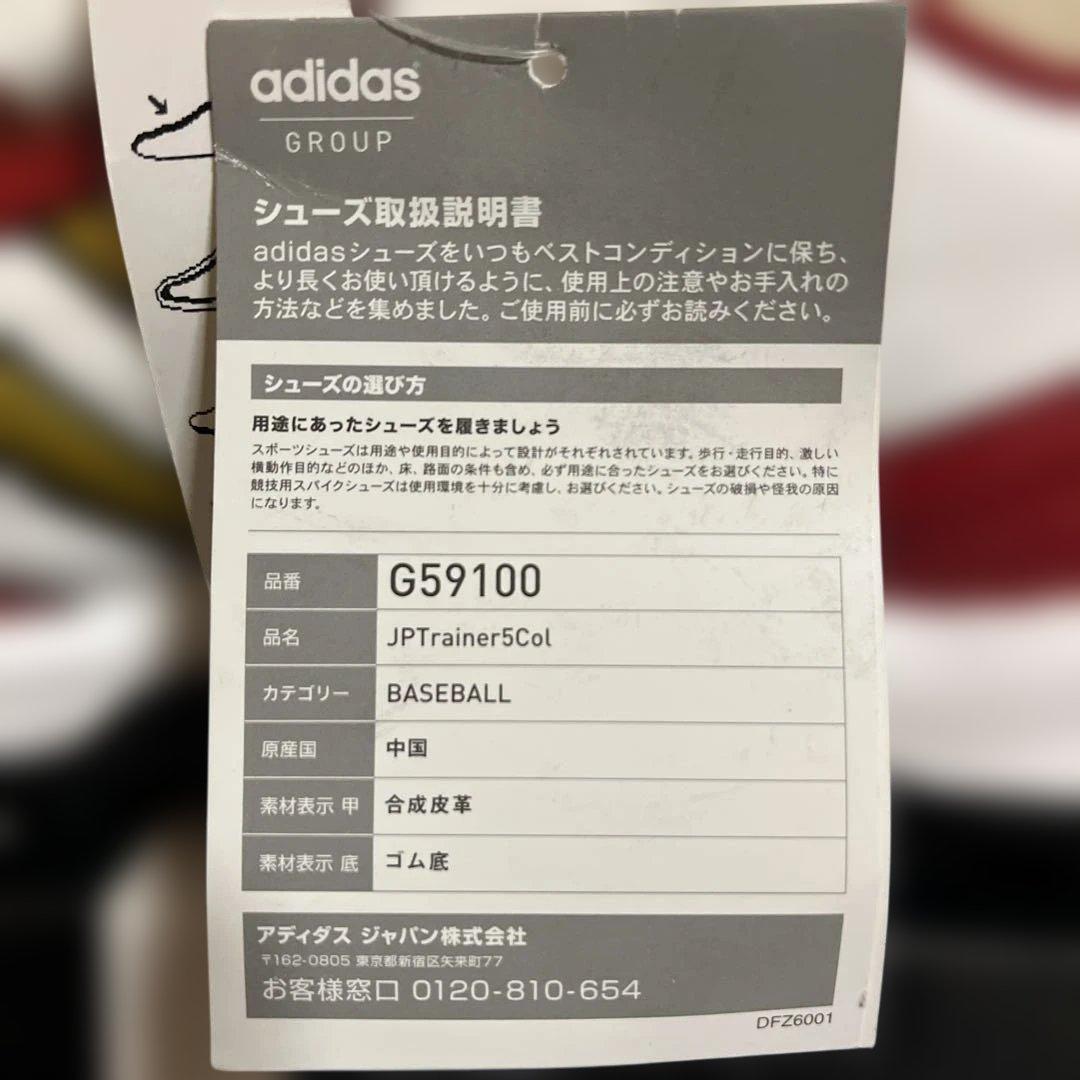 adidas
GROUP
シューズ取扱説明書
adidasシューズをいつもベストコンディションに保ち、
より長くお使い頂けるように、使用上の注意やお手入れの
方法などを集めました。ご使用前に必ずお読みください。
シューズの選び方
用途にあったシューズを履きましょう
スポーツシューズは用途や使用目的によって設計がそれぞれされています。歩行・走行目的、激しい
横動作目的などのほか、床、路面の条件も含め、必ず用途に合ったシューズをお選びください。特に
競技用スパイクシューズは使用環境を十分に考慮し、お選びください。シューズの破損や怪我の原因
になります。
品番 G59100
品名 JPTrainer5Col
カテゴリー BASEBALL
原産国 中国
素材表示 甲 合成皮革
素材表示 底 ゴム底
アディダス ジャパン株式会社
〒162-0805 東京都新宿区矢来町77
お客様窓口 0120-810-654
DFZ6001